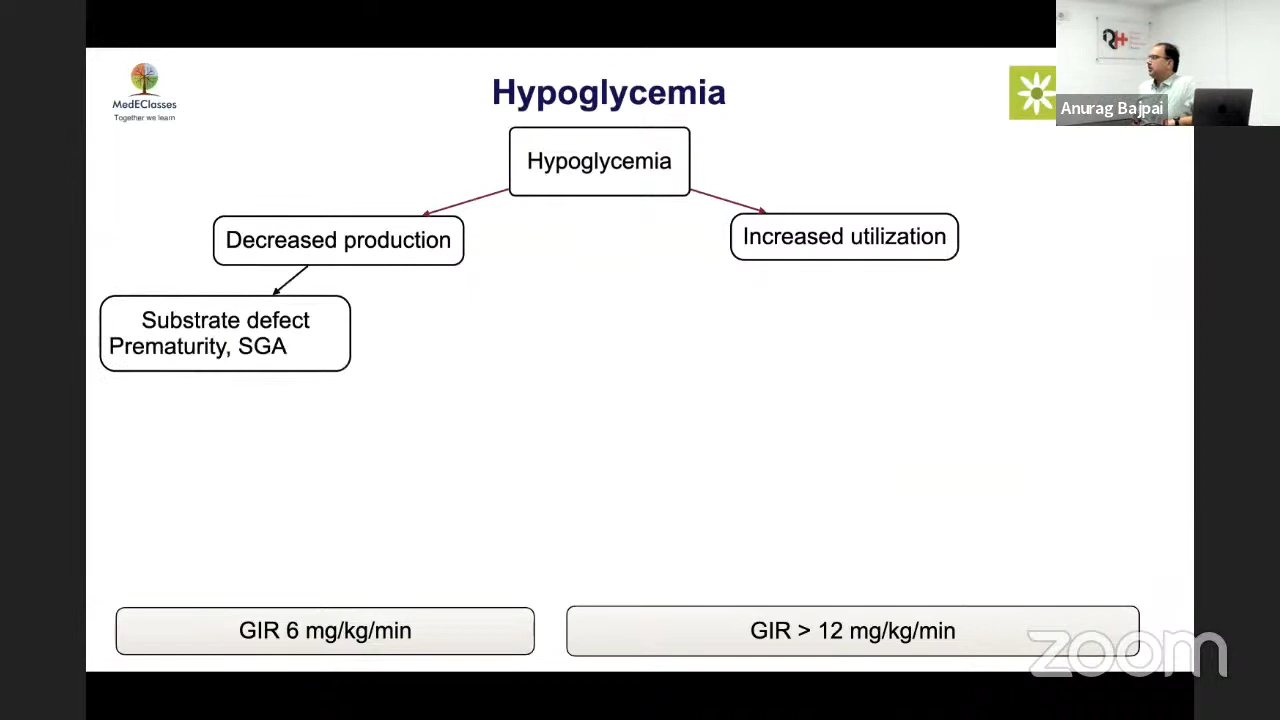 MedEClasses
Together we learn
Hypoglycemia
Anurag Bajpai
Hypoglycemia
Decreased production
Increased utilization
Substrate defect
Prematurity, SGA
GIR 6 mg/kg/min
GIR > 12 mg/kg/min
zoom